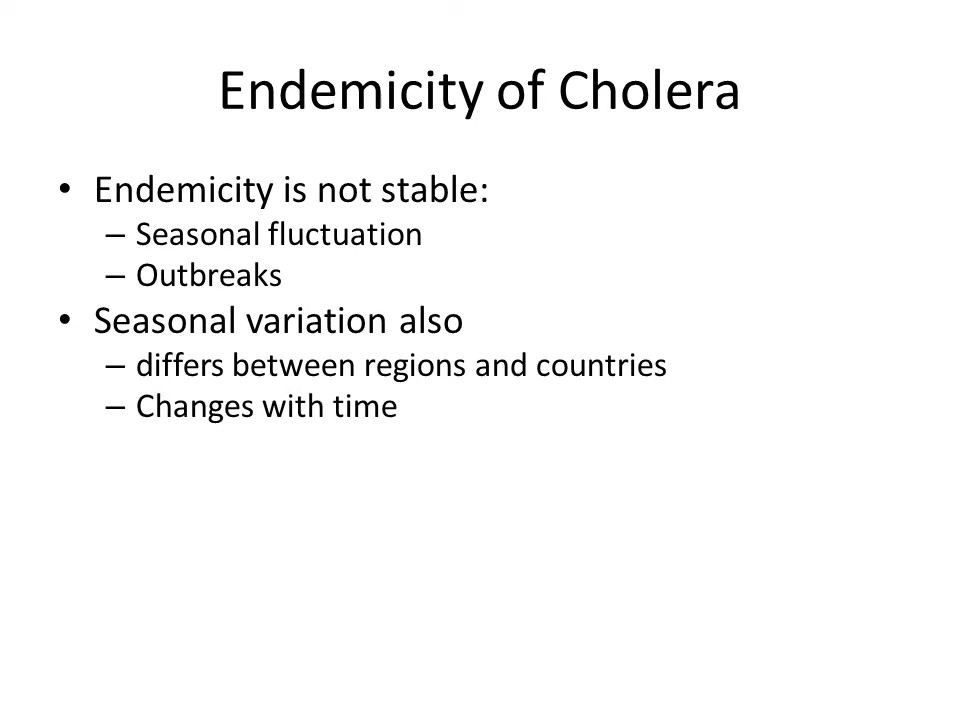 Endemicity of Cholera
• Endemicity is not stable:
– Seasonal fluctuation
– Outbreaks
• Seasonal variation also
– differs between regions and countries
– Changes with time